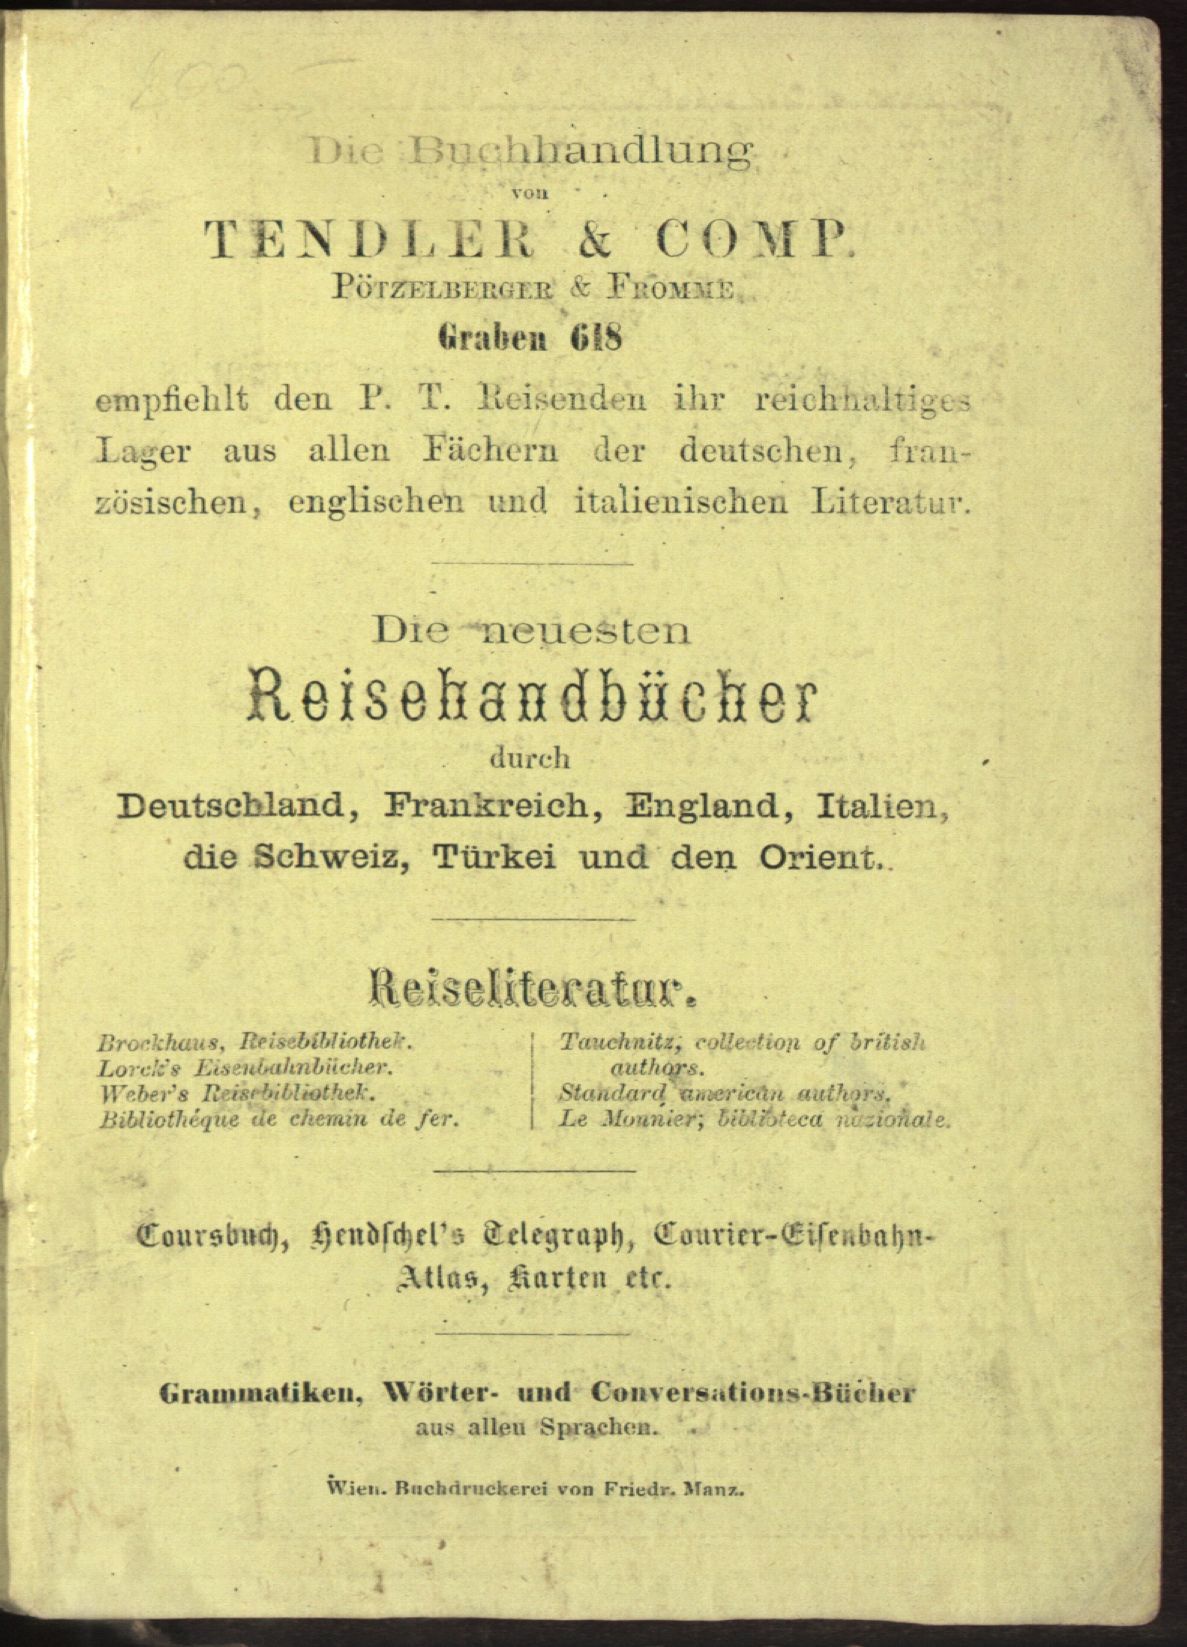 Die Buchhandlung
von
TENDLER & COMP.
PÖTZELBERGER & FROMME
Graben 618
empfiehlt den P. T. Reisenden ihr reichhaltiges
Lager aus allen Fächern der deutschen, fran-
zösischen, englischen und italienischen Literatur.
Die neuesten
Reisehandbücher
durch
Deutschland, Frankreich, England, Italien,
die Schweiz, Türkei und den Orient.
Reiseliteratur.
Brockhaus, Reisebibliothek.
Lorck's Eisenbahnbücher.
Weber's Reisebibliothek.
Bibliothéque de chemin de fer.
Tauchnitz, collection of british
authors.
Standard american authors.
Le Monnier; biblioteca nazionale.
Coursbuch, Hendschel's Telegraph, Courier-Eisenbahn-
Atlas, Karten etc.
Grammatiken, Wörter- und Conversations-Bücher
aus allen Sprachen.
Wien. Buchdruckerei von Friedr. Manz.